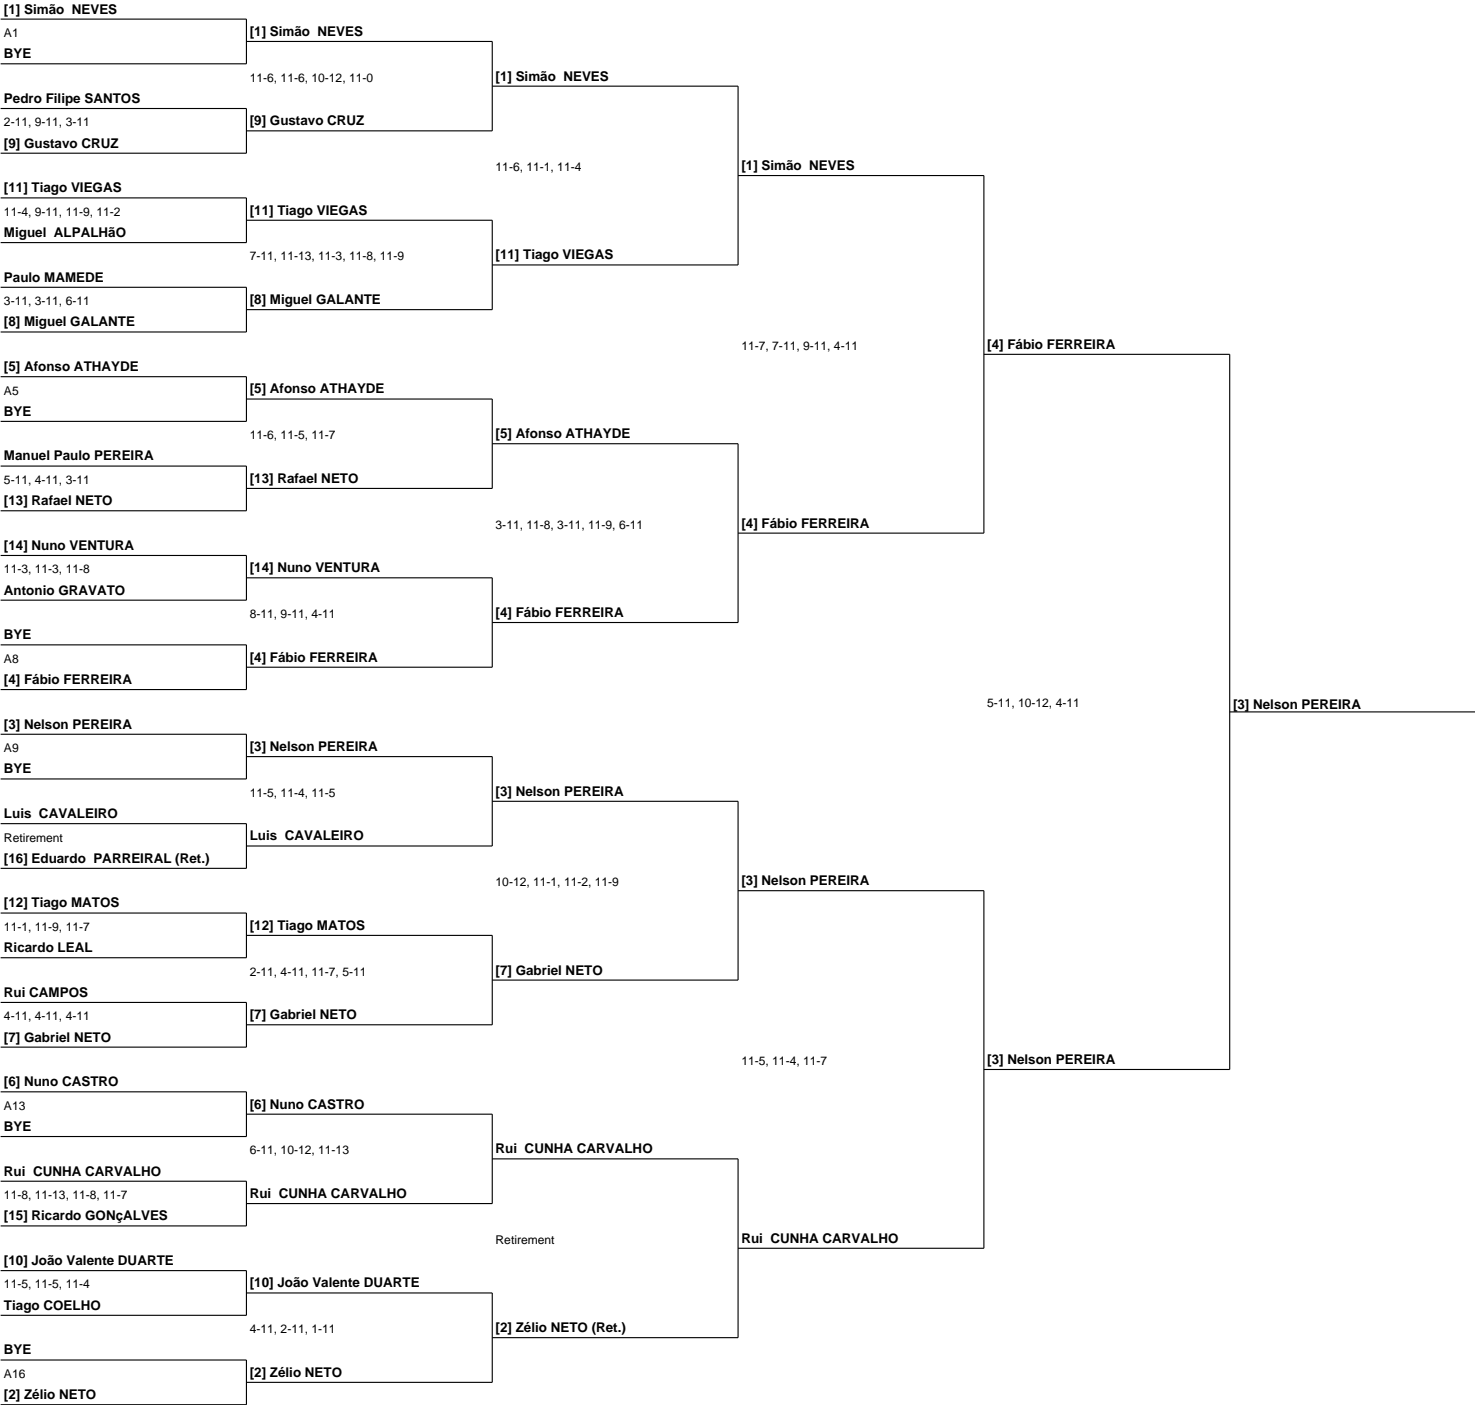 [1] Simão  NEVES
A1
BYE
Pedro Filipe SANTOS
2-11, 9-11, 3-11
[9] Gustavo CRUZ
[11] Tiago VIEGAS
11-4, 9-11, 11-9, 11-2
Miguel  ALPALHãO
Paulo MAMEDE
3-11, 3-11, 6-11
[8] Miguel GALANTE
[5] Afonso ATHAYDE
A5
BYE
Manuel Paulo PEREIRA
5-11, 4-11, 3-11
[13] Rafael NETO
[14] Nuno VENTURA
11-3, 11-3, 11-8
Antonio GRAVATO
BYE
A8
[4] Fábio FERREIRA
[3] Nelson PEREIRA
A9
BYE
Luis  CAVALEIRO
Retirement
[16] Eduardo  PARREIRAL (Ret.)
[12] Tiago MATOS
11-1, 11-9, 11-7
Ricardo LEAL
Rui CAMPOS
4-11, 4-11, 4-11
[7] Gabriel NETO
[6] Nuno CASTRO
A13
BYE
Rui  CUNHA CARVALHO
11-8, 11-13, 11-8, 11-7
[15] Ricardo GONçALVES
[10] João Valente DUARTE
11-5, 11-5, 11-4
Tiago COELHO
BYE
A16
[2] Zélio NETO
[1] Simão  NEVES
11-6, 11-6, 10-12, 11-0
[9] Gustavo CRUZ
[11] Tiago VIEGAS
7-11, 11-13, 11-3, 11-8, 11-9
[8] Miguel GALANTE
[5] Afonso ATHAYDE
11-6, 11-5, 11-7
[13] Rafael NETO
[14] Nuno VENTURA
8-11, 9-11, 4-11
[4] Fábio FERREIRA
[3] Nelson PEREIRA
11-5, 11-4, 11-5
Luis  CAVALEIRO
[12] Tiago MATOS
2-11, 4-11, 11-7, 5-11
[7] Gabriel NETO
[6] Nuno CASTRO
6-11, 10-12, 11-13
Rui  CUNHA CARVALHO
[10] João Valente DUARTE
4-11, 2-11, 1-11
[2] Zélio NETO
[1] Simão  NEVES
11-6, 11-1, 11-4
[11] Tiago VIEGAS
[5] Afonso ATHAYDE
3-11, 11-8, 3-11, 11-9, 6-11
[4] Fábio FERREIRA
[3] Nelson PEREIRA
10-12, 11-1, 11-2, 11-9
[7] Gabriel NETO
Rui  CUNHA CARVALHO
Retirement
[2] Zélio NETO (Ret.)
[1] Simão  NEVES
11-7, 7-11, 9-11, 4-11
[4] Fábio FERREIRA
[3] Nelson PEREIRA
11-5, 11-4, 11-7
Rui  CUNHA CARVALHO
[4] Fábio FERREIRA
5-11, 10-12, 4-11
[3] Nelson PEREIRA
[3] Nelson PEREIRA